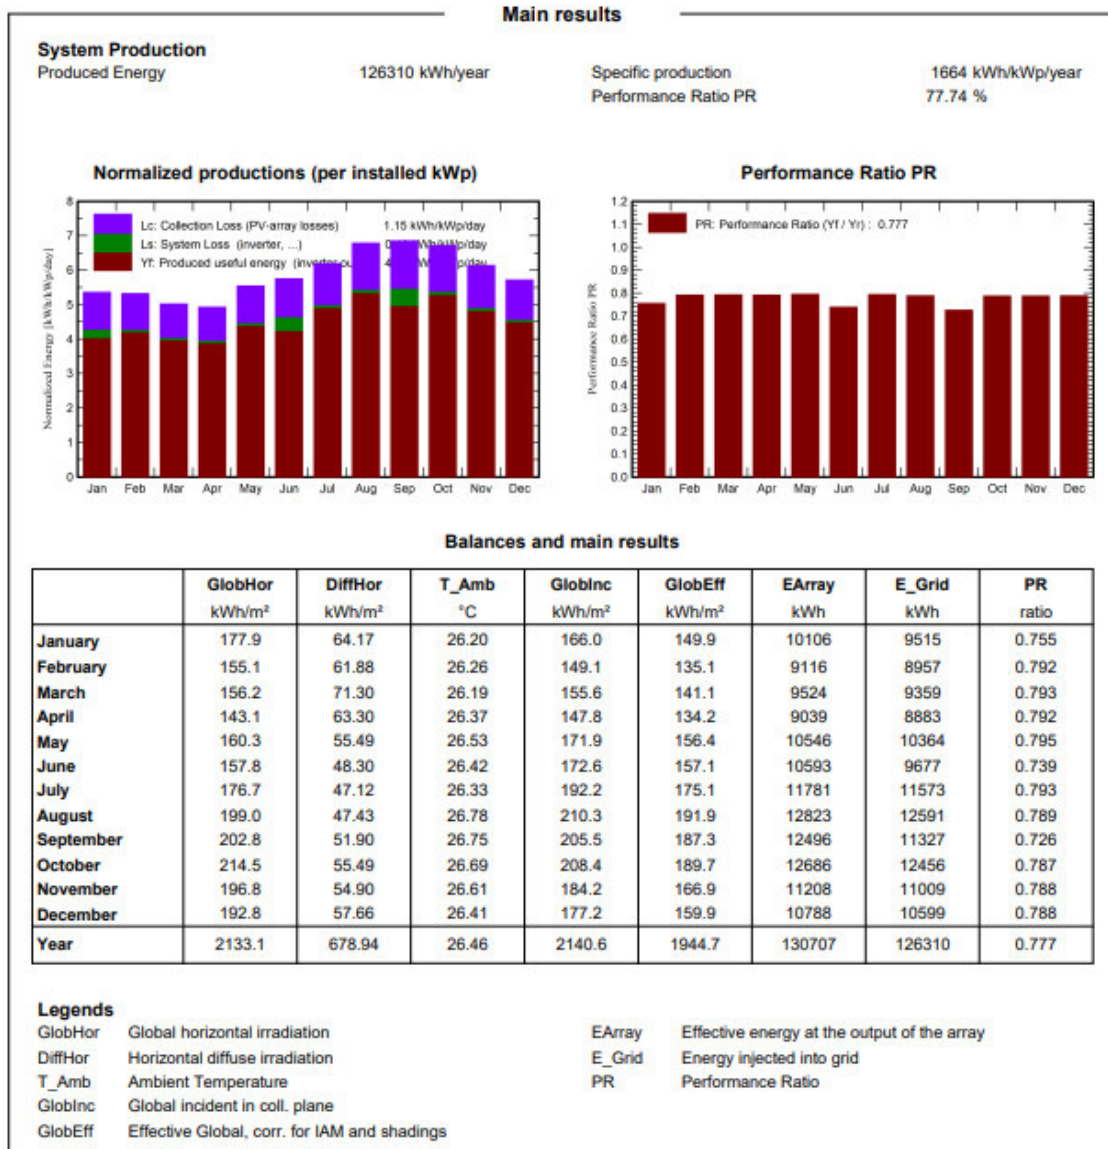 Main results
System Production
Produced Energy 126310 kWh/year Specific production 1664 kWh/kWp/year
Performance Ratio PR 77.74 %
Normalized productions (per installed kWp)
8
7
6
5
4
3
2
1
0
Normalized Energy [kWh/kWp/day]
Lc: Collection Loss (PV-array losses) 1.15 kWh/kWp/day
Ls: System Loss (inverter, ...) kWh/kWp/day
Yf: Produced useful energy (inverter kWh/kWp/day
Jan Feb Mar Apr May Jun Jul Aug Sep Oct Nov Dec
Performance Ratio PR
1.2
1.1
1.0
0.9
0.8
0.7
0.6
0.5
0.4
0.3
0.2
0.1
0.0
Performance Ratio PR
PR: Performance Ratio (Yf / Yr) : 0.777
Jan Feb Mar Apr May Jun Jul Aug Sep Oct Nov Dec
Balances and main results
GlobHor DiffHor T_Amb GlobInc GlobEff EArray E_Grid PR
kWh/m² kWh/m² °C kWh/m² kWh/m² kWh kWh ratio
January 177.9 64.17 26.20 166.0 149.9 10106 9515 0.755
February 155.1 61.88 26.26 149.1 135.1 9116 8957 0.792
March 156.2 71.30 26.19 155.6 141.1 9524 9359 0.793
April 143.1 63.30 26.37 147.8 134.2 9039 8883 0.792
May 160.3 55.49 26.53 171.9 156.4 10546 10364 0.795
June 157.8 48.30 26.42 172.6 157.1 10593 9677 0.739
July 176.7 47.12 26.33 192.2 175.1 11781 11573 0.793
August 199.0 47.43 26.78 210.3 191.9 12823 12591 0.789
September 202.8 51.90 26.75 205.5 187.3 12496 11327 0.726
October 214.5 55.49 26.69 208.4 189.7 12686 12456 0.787
November 196.8 54.90 26.61 184.2 166.9 11208 11009 0.788
December 192.8 57.66 26.41 177.2 159.9 10788 10599 0.788
Year 2133.1 678.94 26.46 2140.6 1944.7 130707 126310 0.777
Legends
GlobHor Global horizontal irradiation EArray Effective energy at the output of the array
DiffHor Horizontal diffuse irradiation E_Grid Energy injected into grid
T_Amb Ambient Temperature PR Performance Ratio
GlobInc Global incident in coll. plane
GlobEff Effective Global, corr. for IAM and shadings